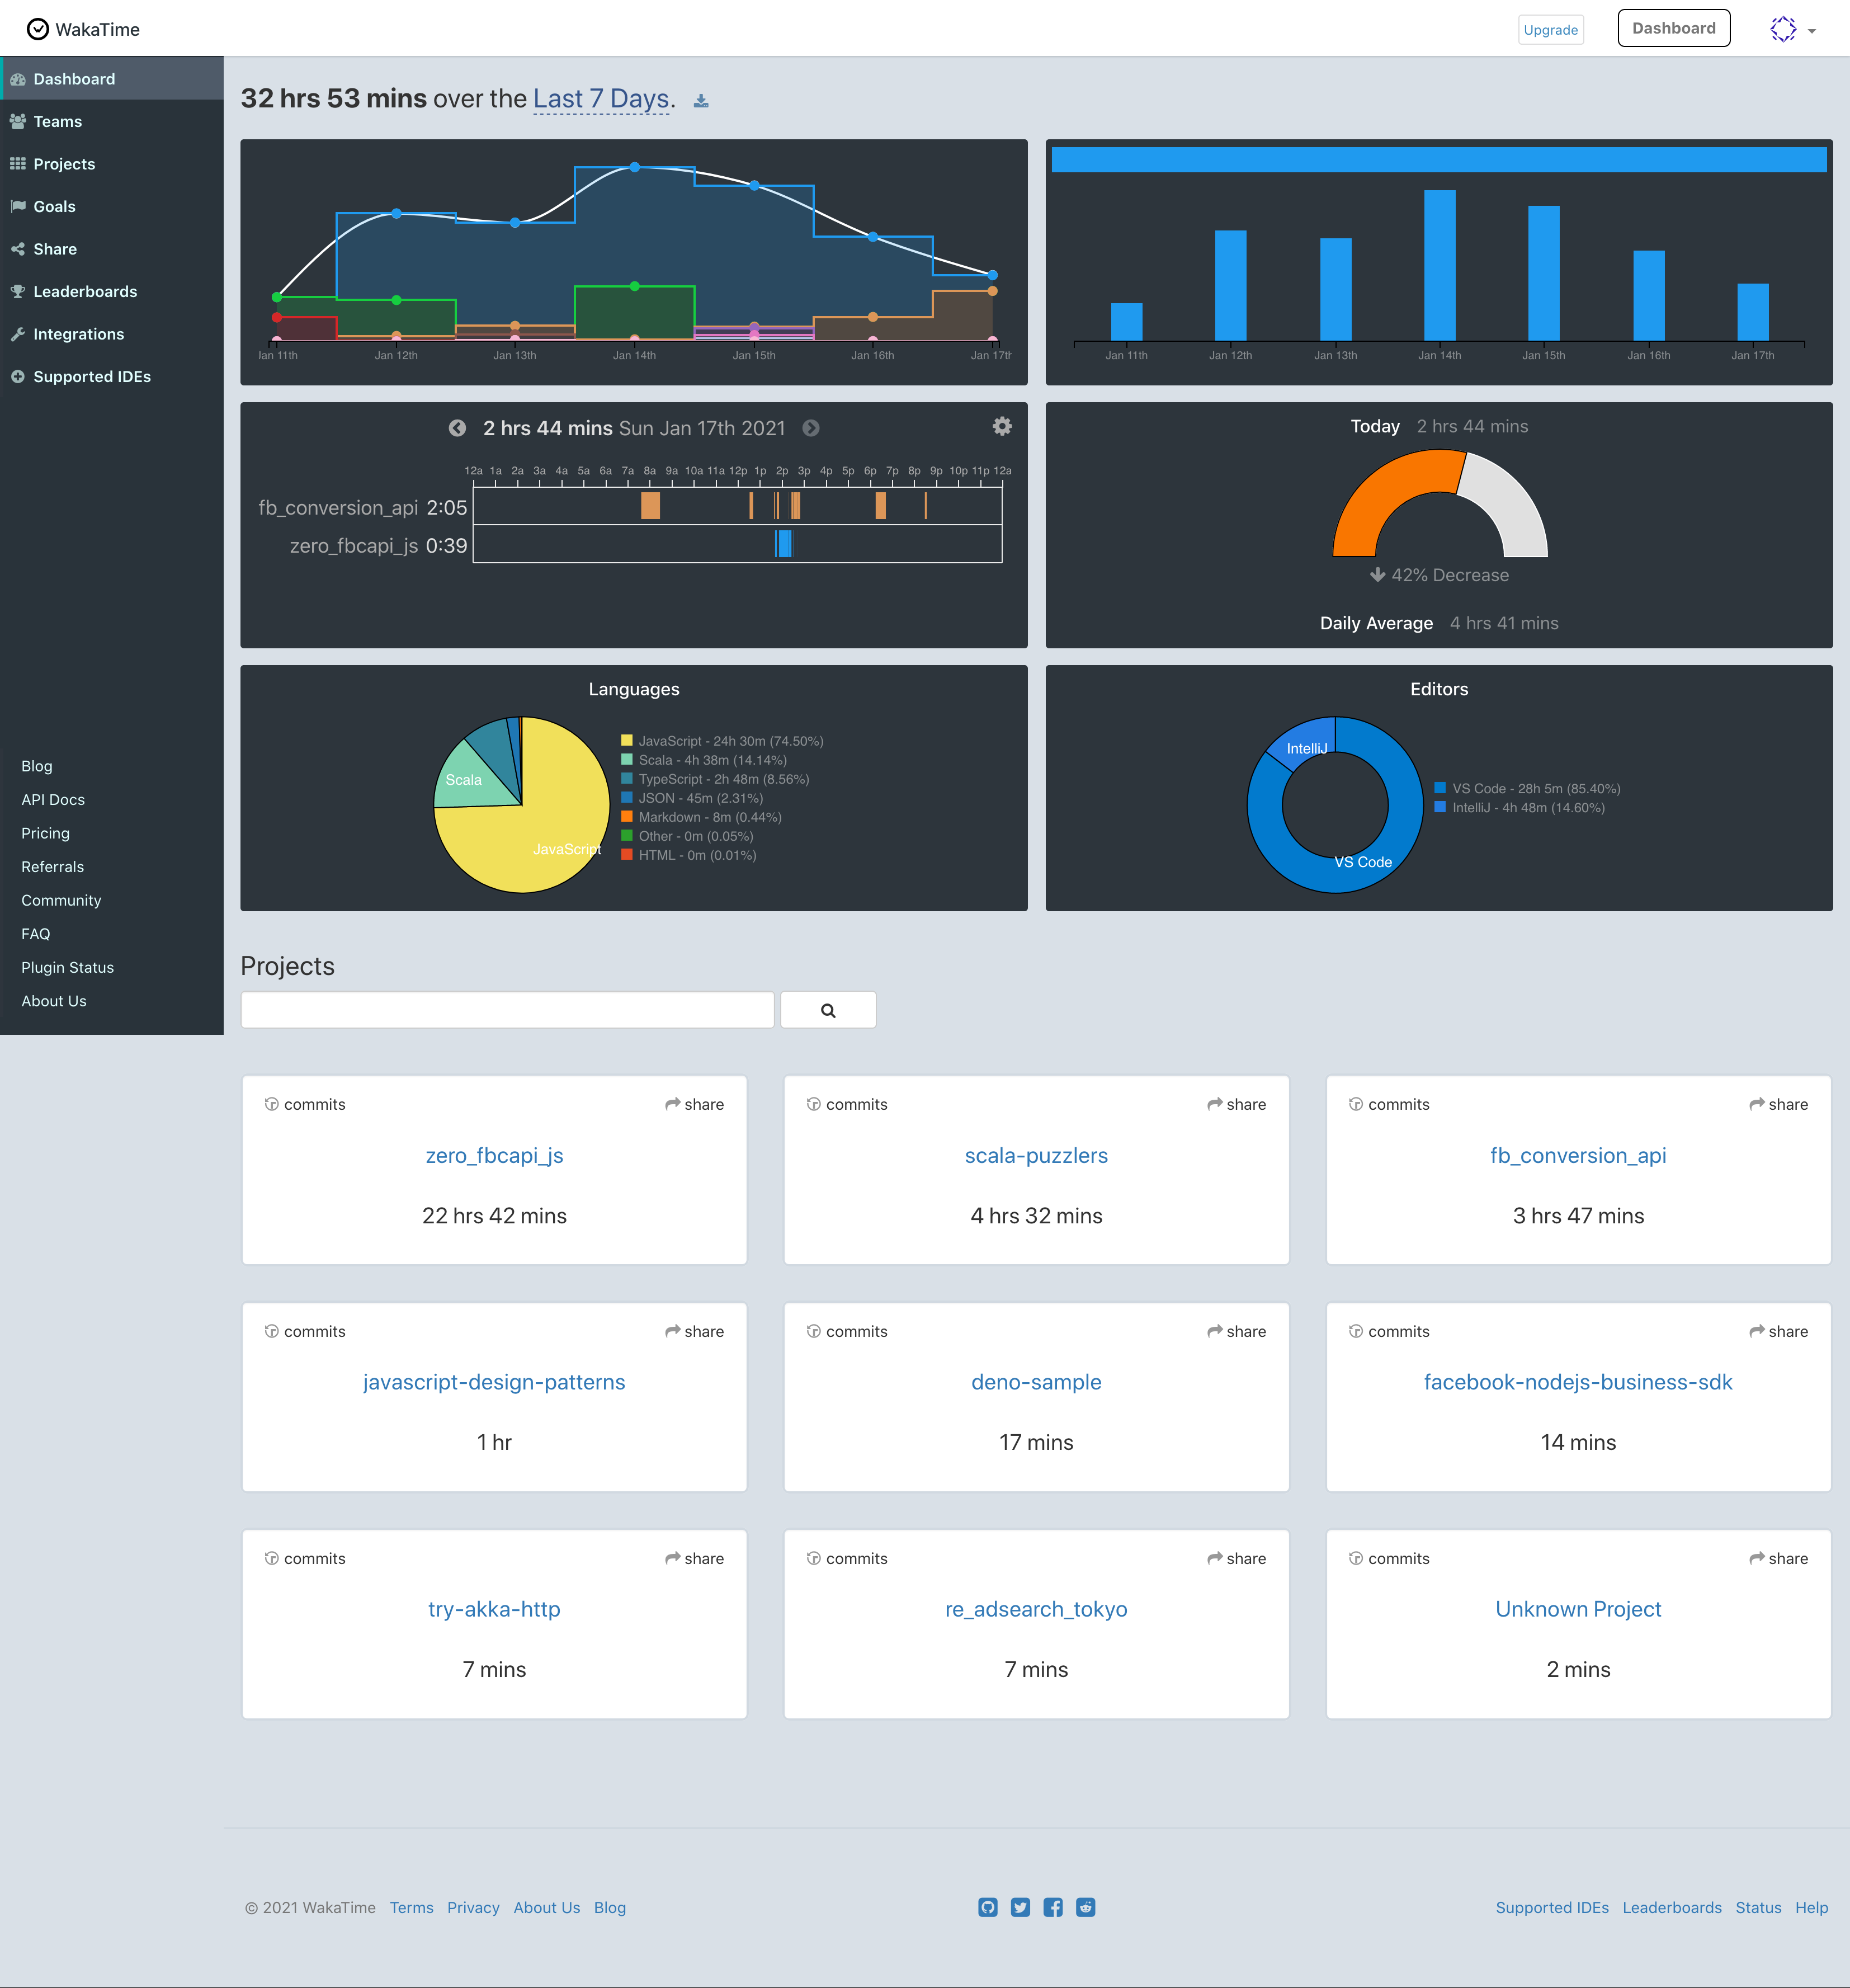 WakaTime
Upgrade
Dashboard
Dashboard
Teams
Projects
Goals
Share
Leaderboards
Integrations
Supported IDEs
Blog
API Docs
Pricing
Referrals
Community
FAQ
Plugin Status
About Us
32 hrs 53 mins over the Last 7 Days.
Jan 11th Jan 12th Jan 13th Jan 14th Jan 15th Jan 16th Jan 17th
Jan 11th Jan 12th Jan 13th Jan 14th Jan 15th Jan 16th Jan 17th
2 hrs 44 mins Sun Jan 17th 2021
12a 1a 2a 3a 4a 5a 6a 7a 8a 9a 10a 11a 12p 1p 2p 3p 4p 5p 6p 7p 8p 9p 10p 11p 12a
fb_conversion_api 2:05
zero_fbcapi_js 0:39
Today 2 hrs 44 mins
42% Decrease
Daily Average 4 hrs 41 mins
Languages
Scala
JavaScript
JavaScript - 24h 30m (74.50%)
Scala - 4h 38m (14.14%)
TypeScript - 2h 48m (8.56%)
JSON - 45m (2.31%)
Markdown - 8m (0.44%)
Other - 0m (0.05%)
HTML - 0m (0.01%)
Editors
IntelliJ
VS Code
VS Code - 28h 5m (85.40%)
IntelliJ - 4h 48m (14.60%)
Projects
commits share
zero_fbcapi_js
22 hrs 42 mins
commits share
scala-puzzlers
4 hrs 32 mins
commits share
fb_conversion_api
3 hrs 47 mins
commits share
javascript-design-patterns
1 hr
commits share
deno-sample
17 mins
commits share
facebook-nodejs-business-sdk
14 mins
commits share
try-akka-http
7 mins
commits share
re_adsearch_tokyo
7 mins
commits share
Unknown Project
2 mins
© 2021 WakaTime Terms Privacy About Us Blog
Supported IDEs Leaderboards Status Help